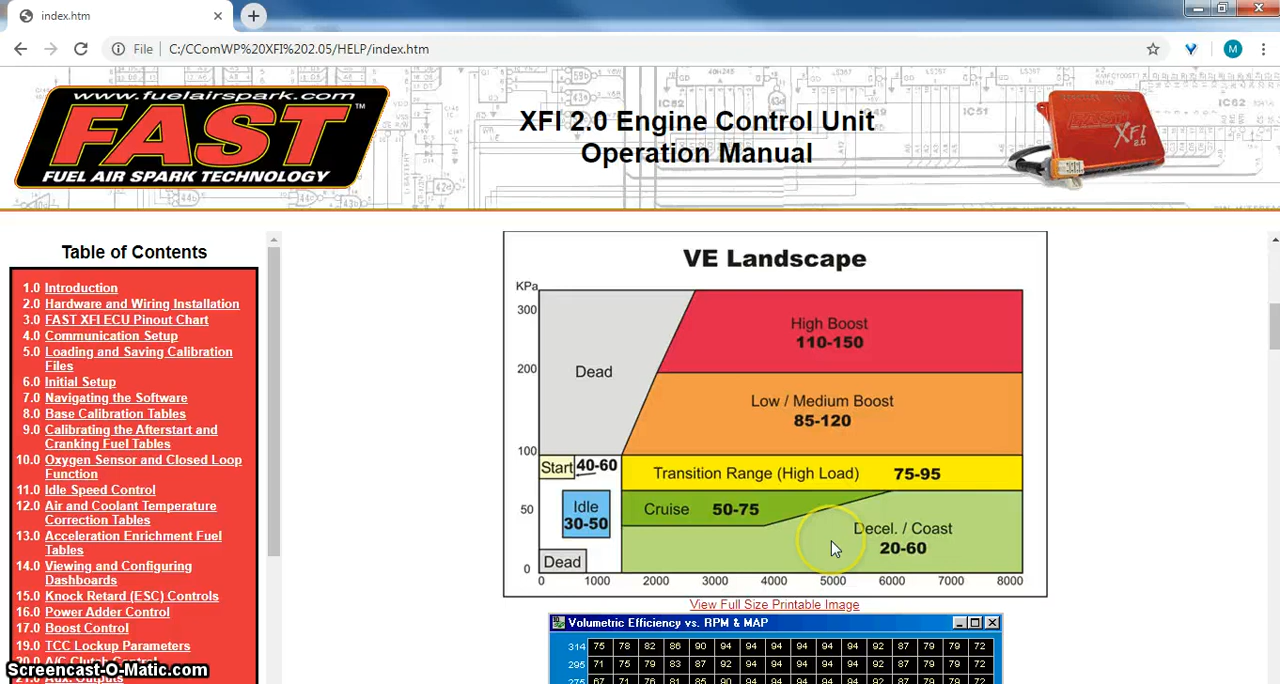 index.htm
File C:/CComWP%20XFI%202.05/HELP/index.htm
M
www.fuelairspark.com
FAST™
FUEL AIR SPARK TECHNOLOGY
XFI 2.0 Engine Control Unit
Operation Manual
XFI
2.0
Table of Contents
1.0 Introduction
2.0 Hardware and Wiring Installation
3.0 FAST XFI ECU Pinout Chart
4.0 Communication Setup
5.0 Loading and Saving Calibration
Files
6.0 Initial Setup
7.0 Navigating the Software
8.0 Base Calibration Tables
9.0 Calibrating the Afterstart and
Cranking Fuel Tables
10.0 Oxygen Sensor and Closed Loop
Function
11.0 Idle Speed Control
12.0 Air and Coolant Temperature
Correction Tables
13.0 Acceleration Enrichment Fuel
Tables
14.0 Viewing and Configuring
Dashboards
15.0 Knock Retard (ESC) Controls
16.0 Power Adder Control
17.0 Boost Control
19.0 TCC Lockup Parameters
Screencast-O-Matic.com
VE Landscape
KPa
300
200
100
50
0
Dead
High Boost
110-150
Low / Medium Boost
85-120
Start 40-60
Transition Range (High Load) 75-95
Idle
30-50
Cruise 50-75
Decel. / Coast
20-60
Dead
0 1000 2000 3000 4000 5000 6000 7000 8000
View Full Size Printable Image
Volumetric Efficiency vs. RPM & MAP
314 75 78 82 86 90 94 94 94 94 94 94 92 87 79 79 72
295 71 75 79 83 87 92 94 94 94 94 94 92 87 79 79 72